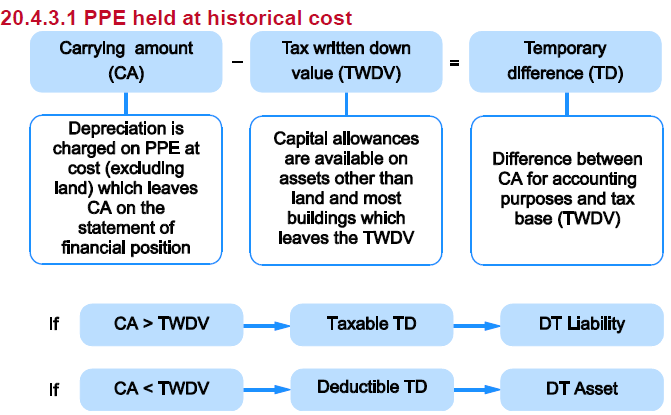 20.4.3.1 PPE held at historical cost
Carrying amount
(CA)
–
Tax written down
value (TWDV)
=
Temporary
difference (TD)
Depreciation is
charged on PPE at
cost (excluding
land) which leaves
CA on the
statement of
financial position
Capital allowances
are available on
assets other than
land and most
buildings which
leaves the TWDV
Difference between
CA for accounting
purposes and tax
base (TWDV)
If CA > TWDV Taxable TD DT Liability
If CA < TWDV Deductible TD DT Asset